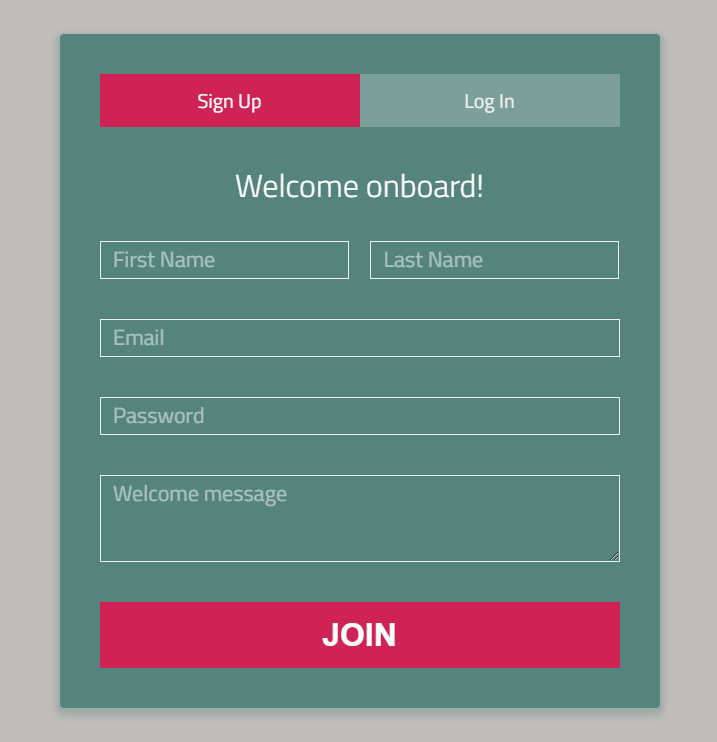 Sign Up Log In
Welcome onboard!
First Name Last Name
Email
Password
Welcome message
JOIN